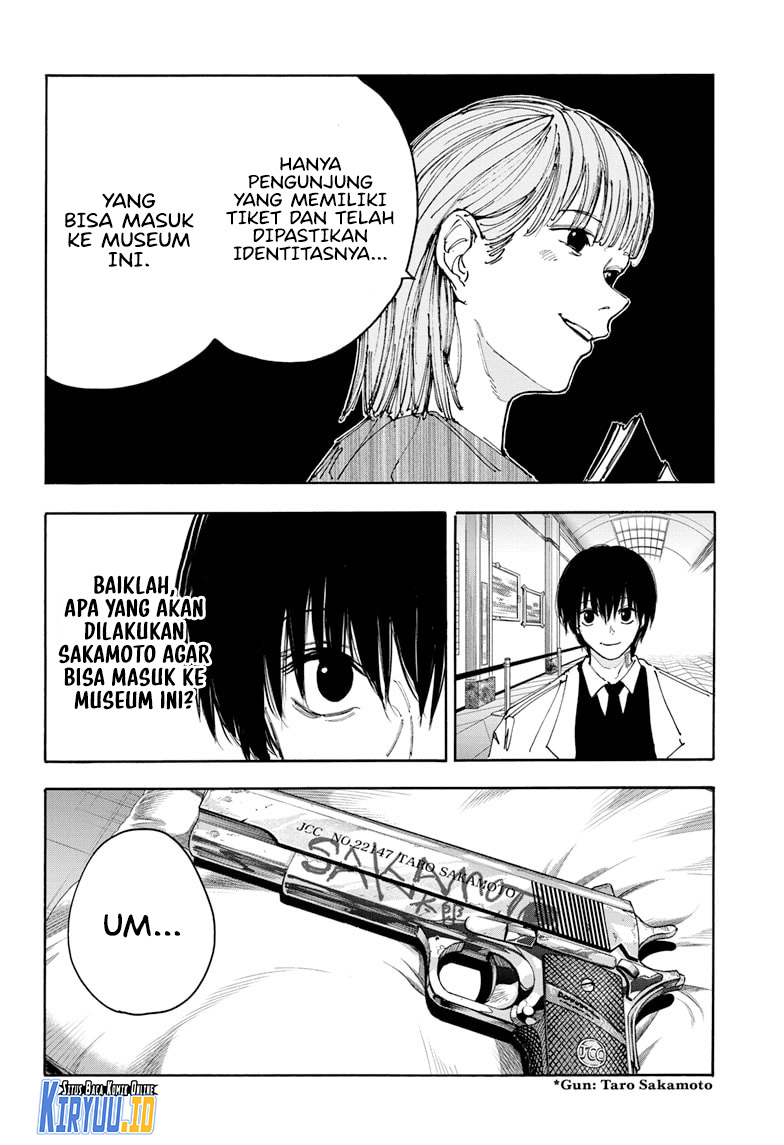 HANYA
PENGUNJUNG
YANG MEMILIKI
TIKET DAN TELAH
DIPASTIKAN
IDENTITASNYA...
YANG
BISA MASUK
KE MUSEUM
INI.
BAIKLAH,
APA YANG AKAN
DILAKUKAN
SAKAMOTO AGAR
BISA MASUK KE
MUSEUM INI?
JCC NO.22147 TARO SAKAMOTO
SAKAMOTO
太郎
UM...
JCC
*Gun: Taro Sakamoto
SITUS BACA KOMIK ONLINE
KIRYUU.ID